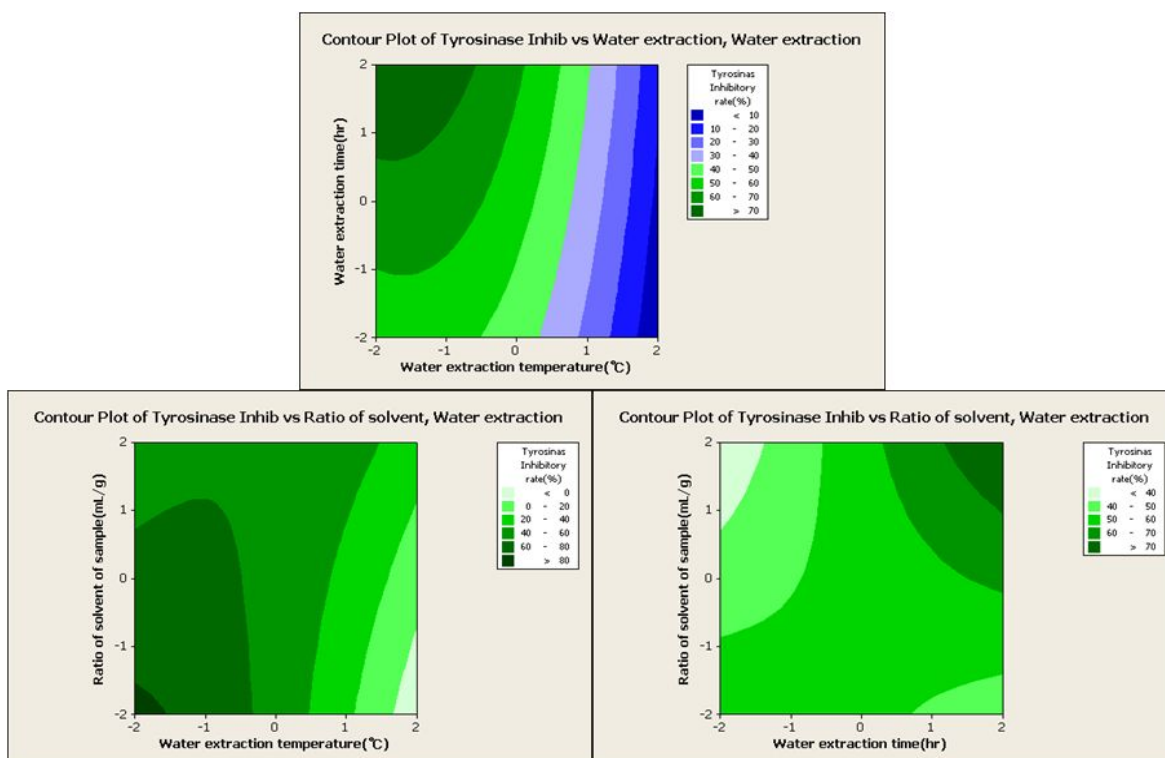 Contour Plot of Tyrosinase Inhib vs Water extraction, Water extraction
Tyrosinas
Inhibitory
rate(%)
< 10
10 - 20
20 - 30
30 - 40
40 - 50
50 - 60
60 - 70
> 70
Water extraction time(hr)
2
1
0
-1
-2
-2 -1 0 1 2
Water extraction temperature(℃)
Contour Plot of Tyrosinase Inhib vs Ratio of solvent, Water extraction
Tyrosinas
Inhibitory
rate(%)
< 0
0 - 20
20 - 40
40 - 60
60 - 80
> 80
Ratio of solvent of sample(mL/g)
2
1
0
-1
-2
-2 -1 0 1 2
Water extraction temperature(℃)
Contour Plot of Tyrosinase Inhib vs Ratio of solvent, Water extraction
Tyrosinas
Inhibitory
rate(%)
< 40
40 - 50
50 - 60
60 - 70
> 70
Ratio of solvent of sample(mL/g)
2
1
0
-1
-2
-2 -1 0 1 2
Water extraction time(hr)